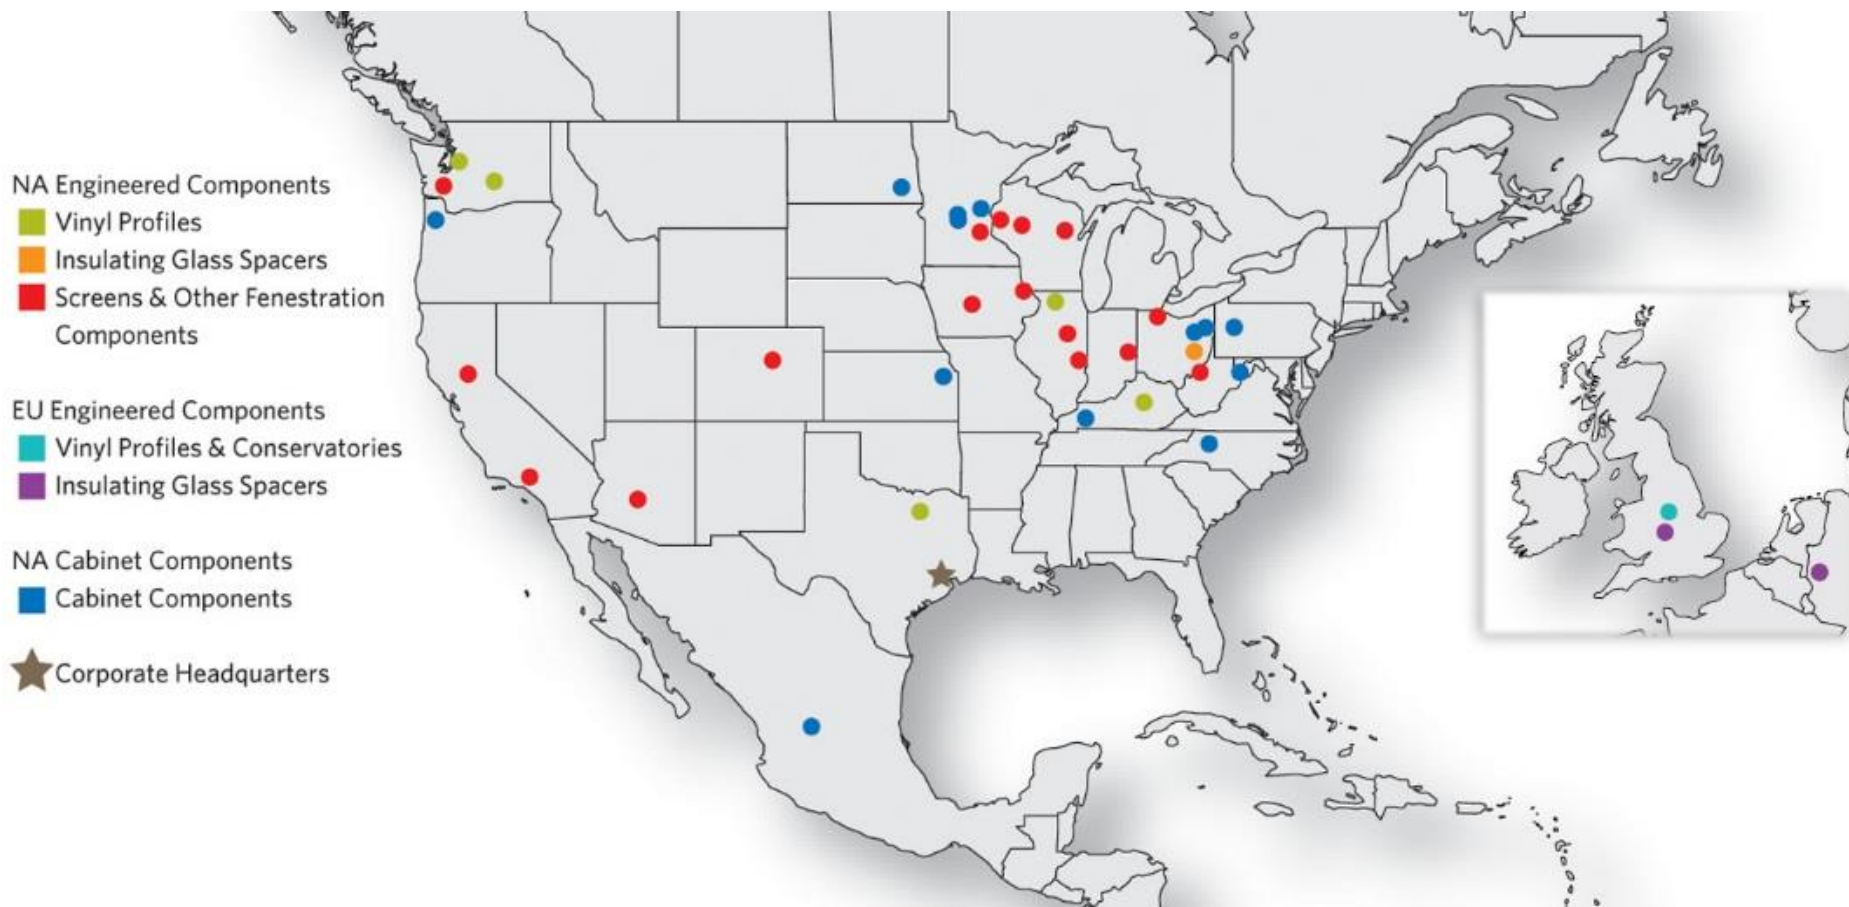 NA Engineered Components
Vinyl Profiles
Insulating Glass Spacers
Screens & Other Fenestration
Components
EU Engineered Components
Vinyl Profiles & Conservatories
Insulating Glass Spacers
NA Cabinet Components
Cabinet Components
Corporate Headquarters